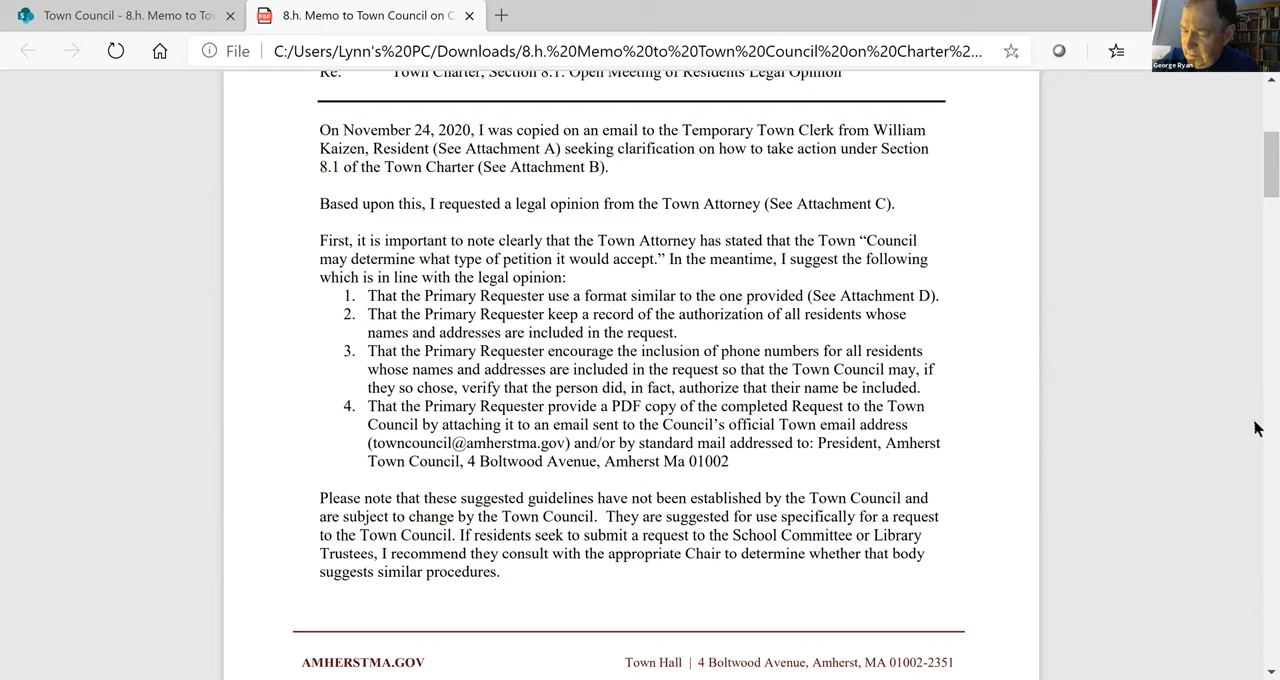 Town Council - 8.h. Memo to Tow
8.h. Memo to Town Council on C
File
C:/Users/Lynn's%20PC/Downloads/8.h.%20Memo%20to%20Town%20Council%20on%20Charter%2...
George Ryan
Re: Town Charter, Section 8.1: Open Meeting of Residents Legal Opinion
On November 24, 2020, I was copied on an email to the Temporary Town Clerk from William
Kaizen, Resident (See Attachment A) seeking clarification on how to take action under Section
8.1 of the Town Charter (See Attachment B).
Based upon this, I requested a legal opinion from the Town Attorney (See Attachment C).
First, it is important to note clearly that the Town Attorney has stated that the Town “Council
may determine what type of petition it would accept.” In the meantime, I suggest the following
which is in line with the legal opinion:
1. That the Primary Requester use a format similar to the one provided (See Attachment D).
2. That the Primary Requester keep a record of the authorization of all residents whose
names and addresses are included in the request.
3. That the Primary Requester encourage the inclusion of phone numbers for all residents
whose names and addresses are included in the request so that the Town Council may, if
they so chose, verify that the person did, in fact, authorize that their name be included.
4. That the Primary Requester provide a PDF copy of the completed Request to the Town
Council by attaching it to an email sent to the Council’s official Town email address
(towncouncil@amherstma.gov) and/or by standard mail addressed to: President, Amherst
Town Council, 4 Boltwood Avenue, Amherst Ma 01002
Please note that these suggested guidelines have not been established by the Town Council and
are subject to change by the Town Council. They are suggested for use specifically for a request
to the Town Council. If residents seek to submit a request to the School Committee or Library
Trustees, I recommend they consult with the appropriate Chair to determine whether that body
suggests similar procedures.
AMHERSTMA.GOV
Town Hall | 4 Boltwood Avenue, Amherst, MA 01002-2351